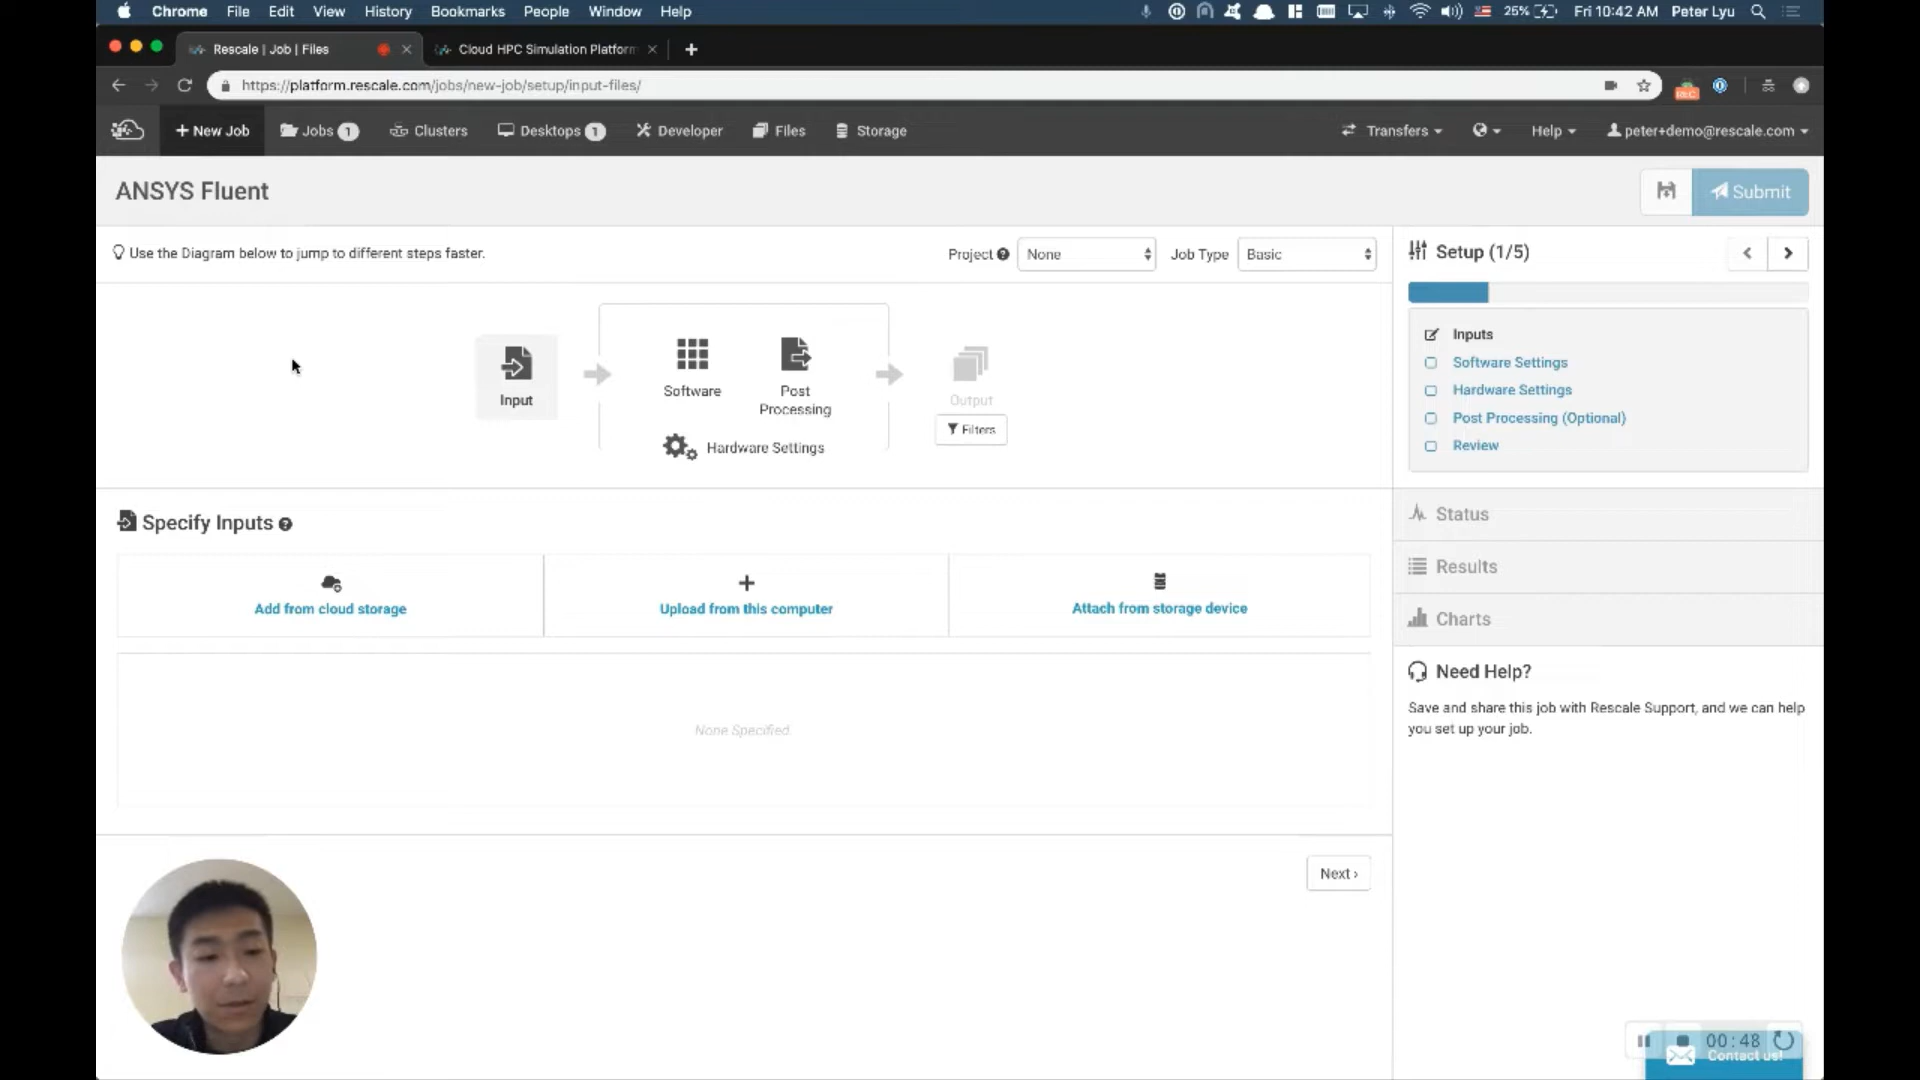 Chrome File Edit View History Bookmarks People Window Help 25% Fri 10:42 AM Peter Lyu
Rescale | Job | Files Cloud HPC Simulation Platform
https://platform.rescale.com/jobs/new-job/setup/input-files/ REC
+ New Job Jobs 1 Clusters Desktops 1 Developer Files Storage Transfers Help peter+demo@rescale.com
ANSYS Fluent
Submit
Use the Diagram below to jump to different steps faster.
Project None Job Type Basic
Input
Software
Post
Processing
Hardware Settings
Output
Filters
Setup (1/5)
Inputs
Software Settings
Hardware Settings
Post Processing (Optional)
Review
Status
Results
Charts
Need Help?
Save and share this job with Rescale Support, and we can help
you set up your job.
Specify Inputs
Add from cloud storage
Upload from this computer
Attach from storage device
None Specified.
Next ›
00:48
Contact us!